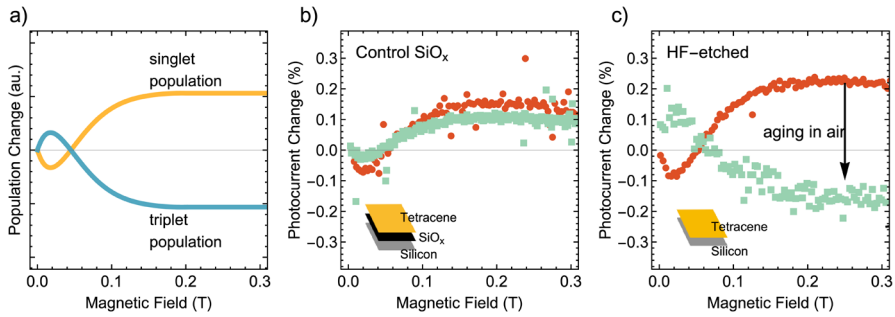 a)
Population Change (au.)
singlet
population
triplet
population
0.0 0.1 0.2 0.3
Magnetic Field (T)
b)
Photocurrent Change (%)
0.3
0.2
0.1
0.0
−0.1
−0.2
−0.3
Control SiOx
Tetracene
SiOx
Silicon
0.0 0.1 0.2 0.3
Magnetic Field (T)
c)
Photocurrent Change (%)
0.3
0.2
0.1
0.0
−0.1
−0.2
−0.3
HF−etched
aging in air
Tetracene
Silicon
0.0 0.1 0.2 0.3
Magnetic Field (T)